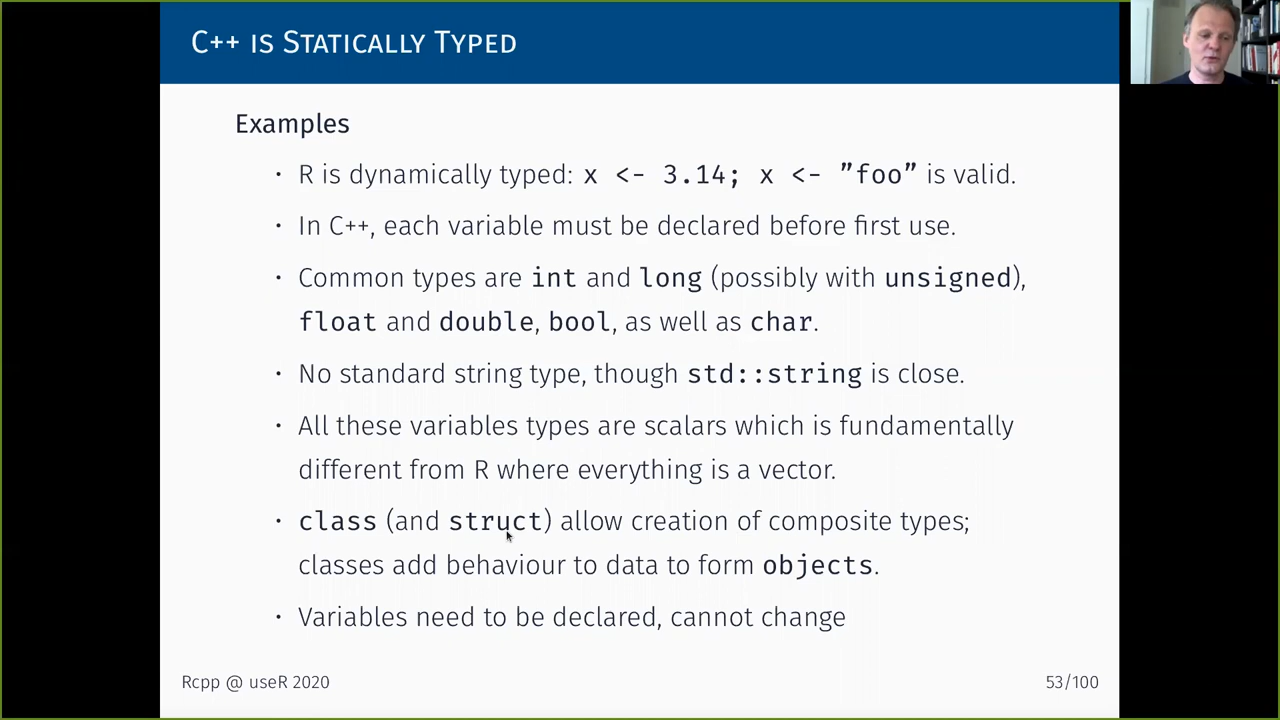 C++ is Statically Typed
Examples
• R is dynamically typed: x <- 3.14; x <- ”foo” is valid.
• In C++, each variable must be declared before first use.
• Common types are int and long (possibly with unsigned),
float and double, bool, as well as char.
• No standard string type, though std::string is close.
• All these variables types are scalars which is fundamentally
different from R where everything is a vector.
• class (and struct) allow creation of composite types;
classes add behaviour to data to form objects.
• Variables need to be declared, cannot change
Rcpp @ useR 2020
53/100